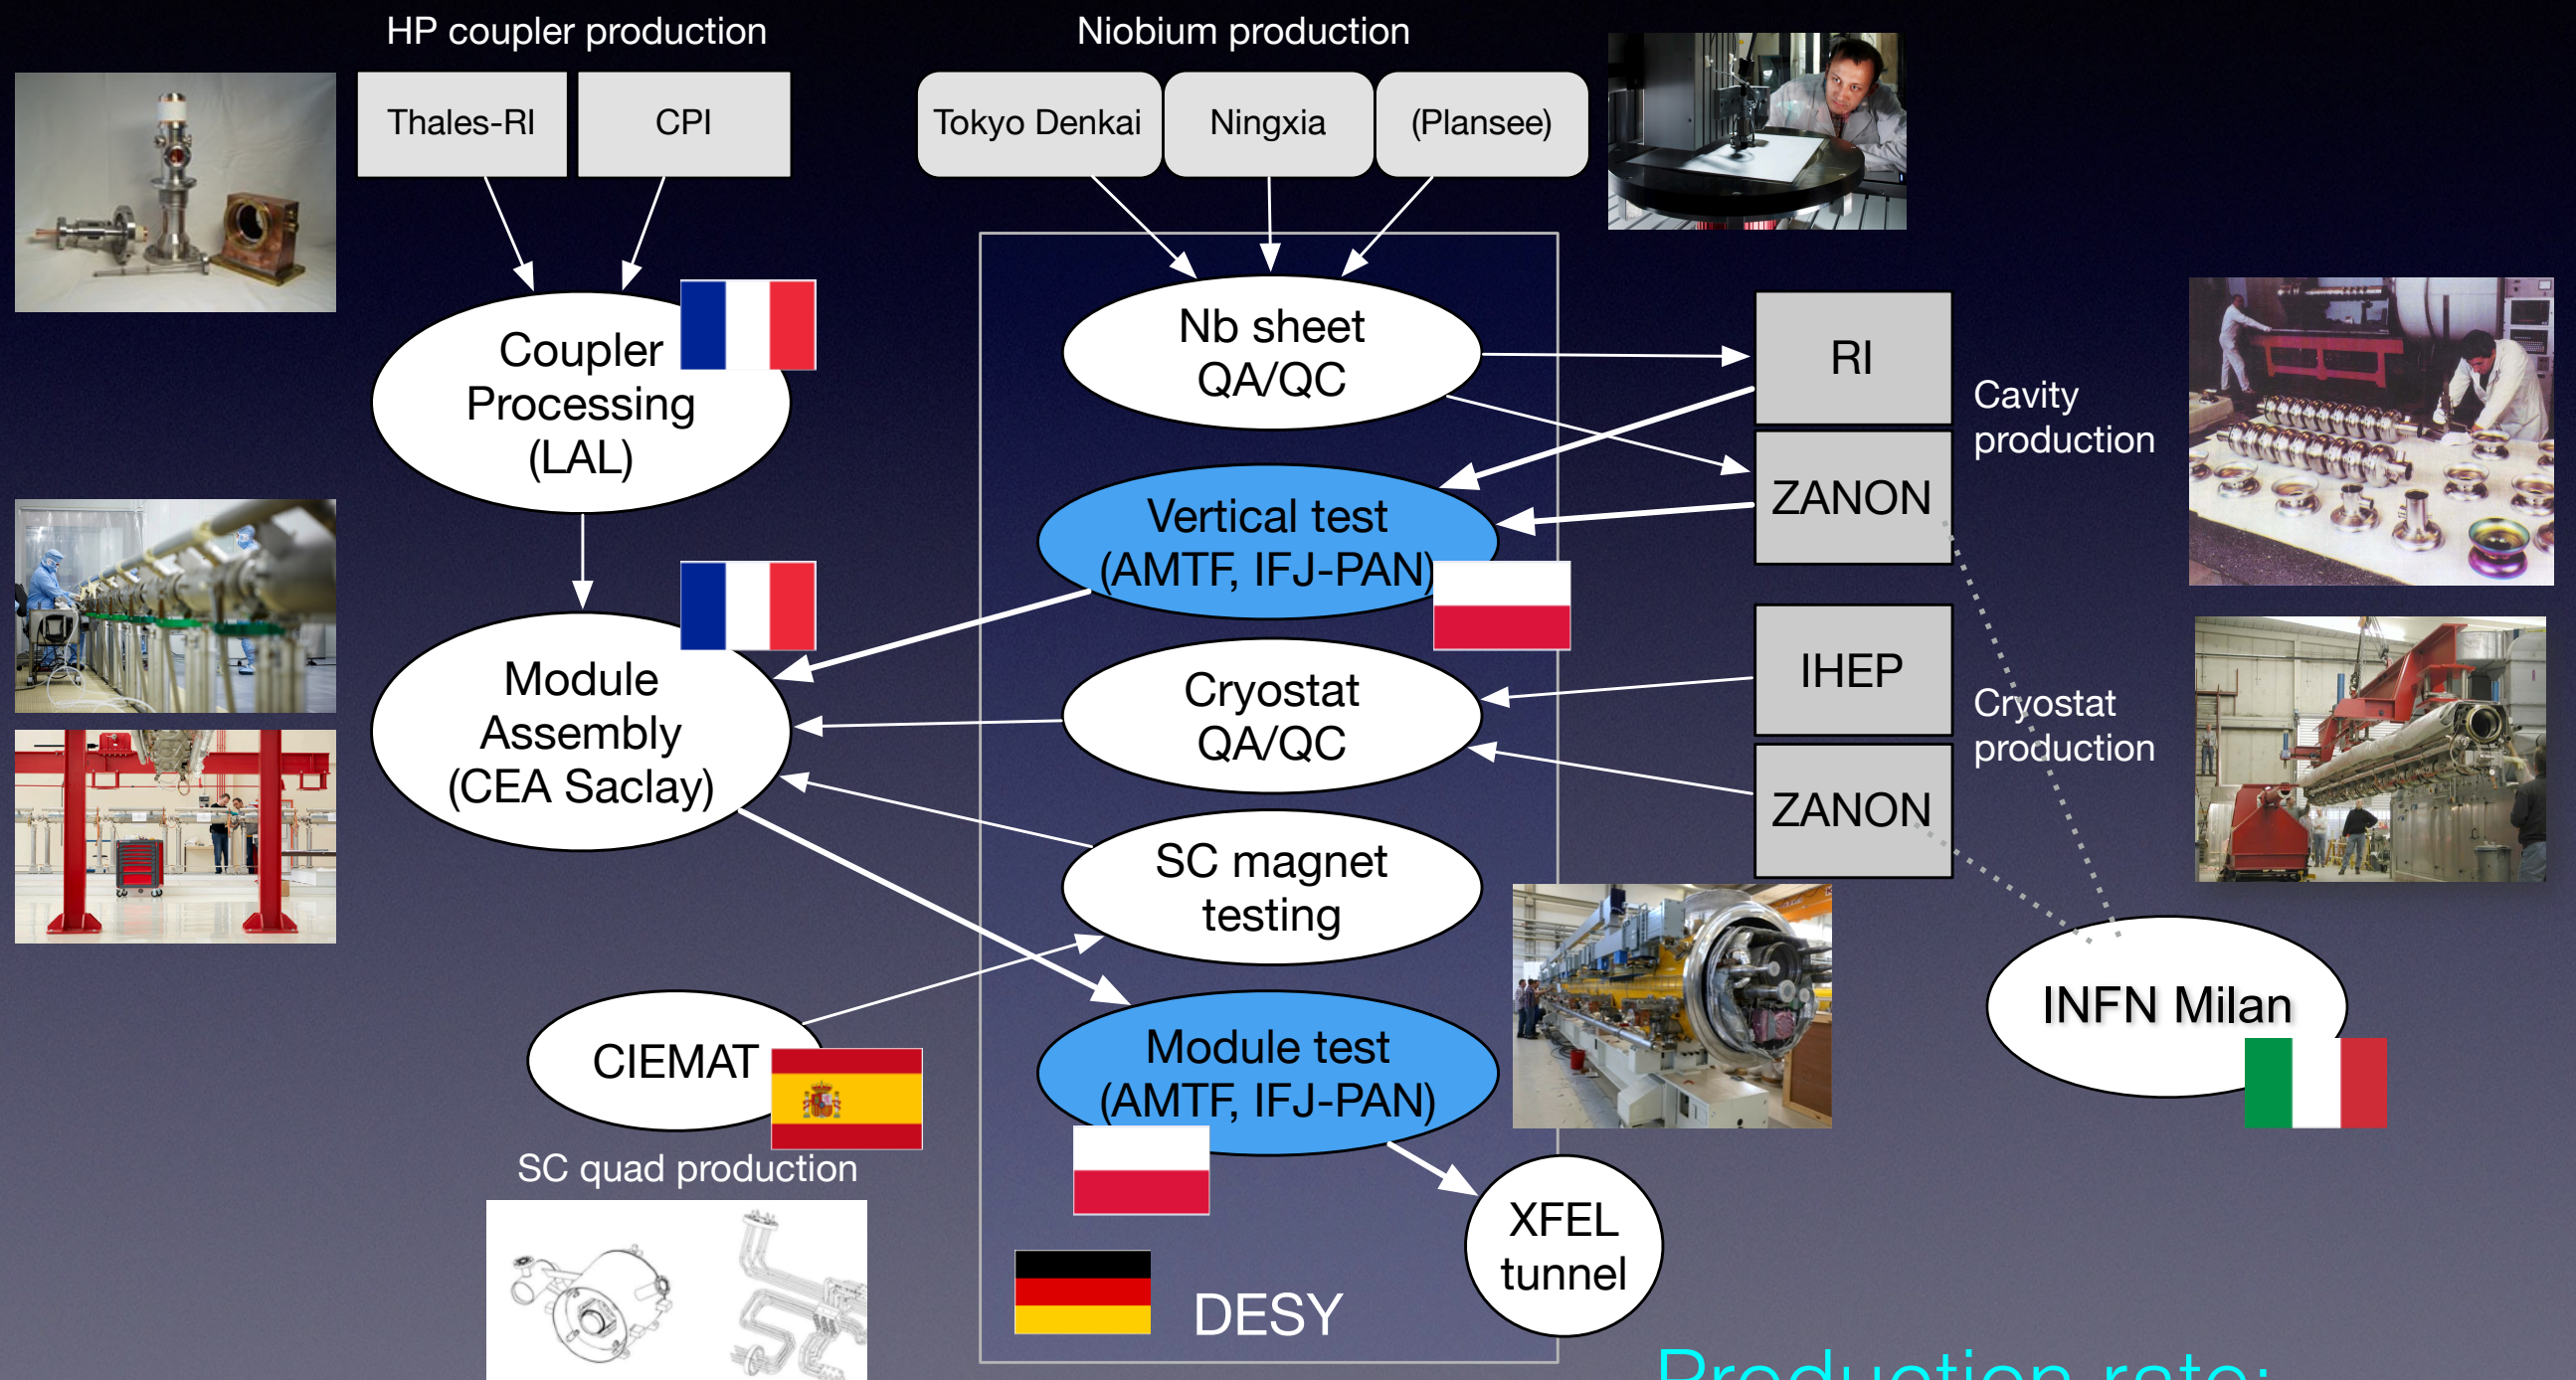 HP coupler production
Niobium production
Thales-RI
CPI
Tokyo Denkai
Ningxia
(Plansee)
Coupler
Processing
(LAL)
Nb sheet
QA/QC
RI
Cavity
production
ZANON
Vertical test
(AMTF, IFJ-PAN)
Module
Assembly
(CEA Saclay)
Cryostat
QA/QC
IHEP
Cryostat
production
ZANON
SC magnet
testing
CIEMAT
SC quad production
Module test
(AMTF, IFJ-PAN)
INFN Milan
XFEL
tunnel
DESY
Production rate: